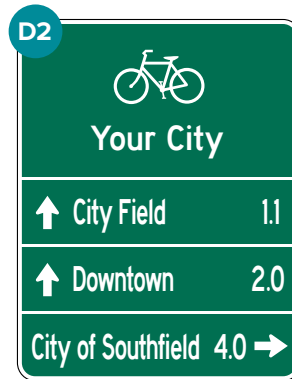 D2
Your City
City Field 1.1
Downtown 2.0
City of Southfield 4.0